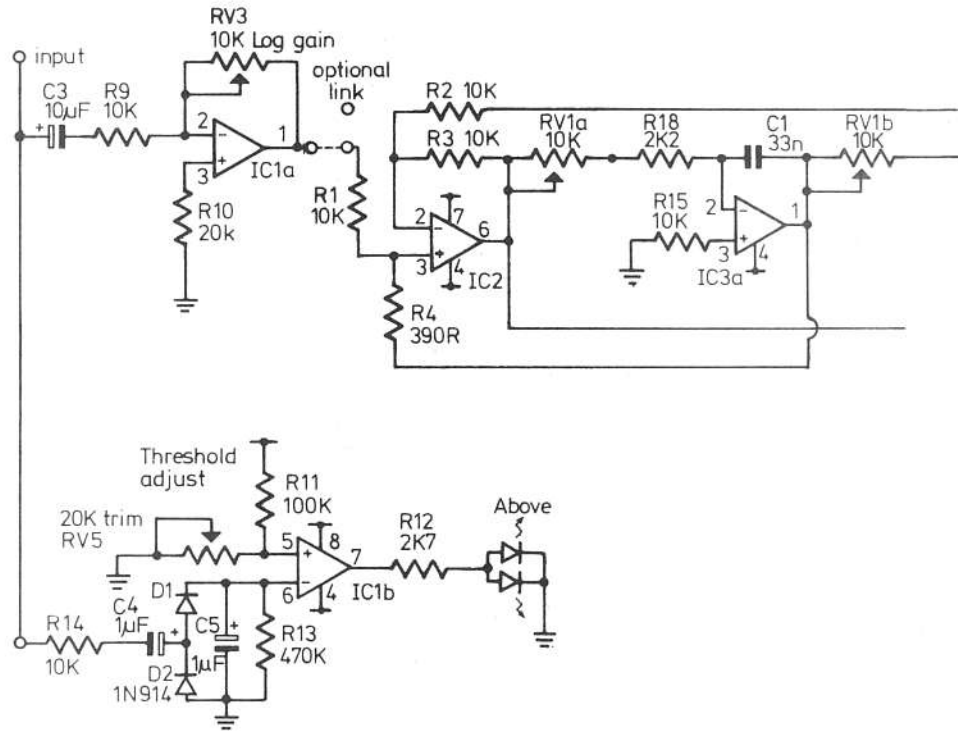 RV3
10K Log gain
input
optional
link
C3
10µF
+
R9
10K
2
-
+
3
1
IC1a
R10
20k
R1
10K
R2 10K
R3 10K
RV1a
10K
R18
2K2
C1
33n
RV1b
10K
2
-
+
3
7
6
4
IC2
R15
10K
2
-
+
3
1
4
IC3a
R4
390R
Threshold
adjust
R11
100K
20K trim
RV5
5
+
-
6
8
7
4
IC1b
R12
2K7
Above
R14
10K
C4
1µF
+
D1
C5
+
1µF
R13
470K
D2
1N914